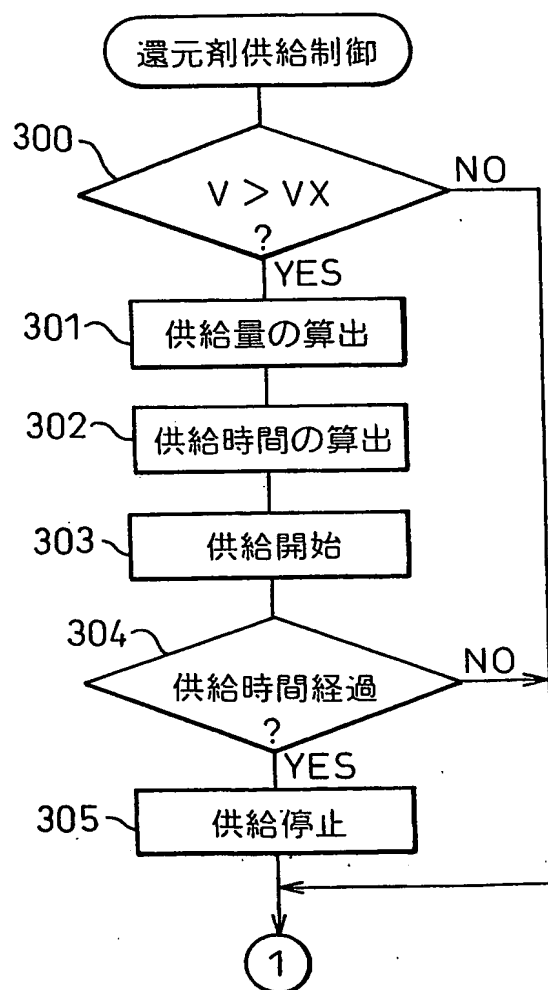 還元剤供給制御
300
V > VX
?
NO
YES
301
供給量の算出
302
供給時間の算出
303
供給開始
304
供給時間経過
?
NO
YES
305
供給停止
1